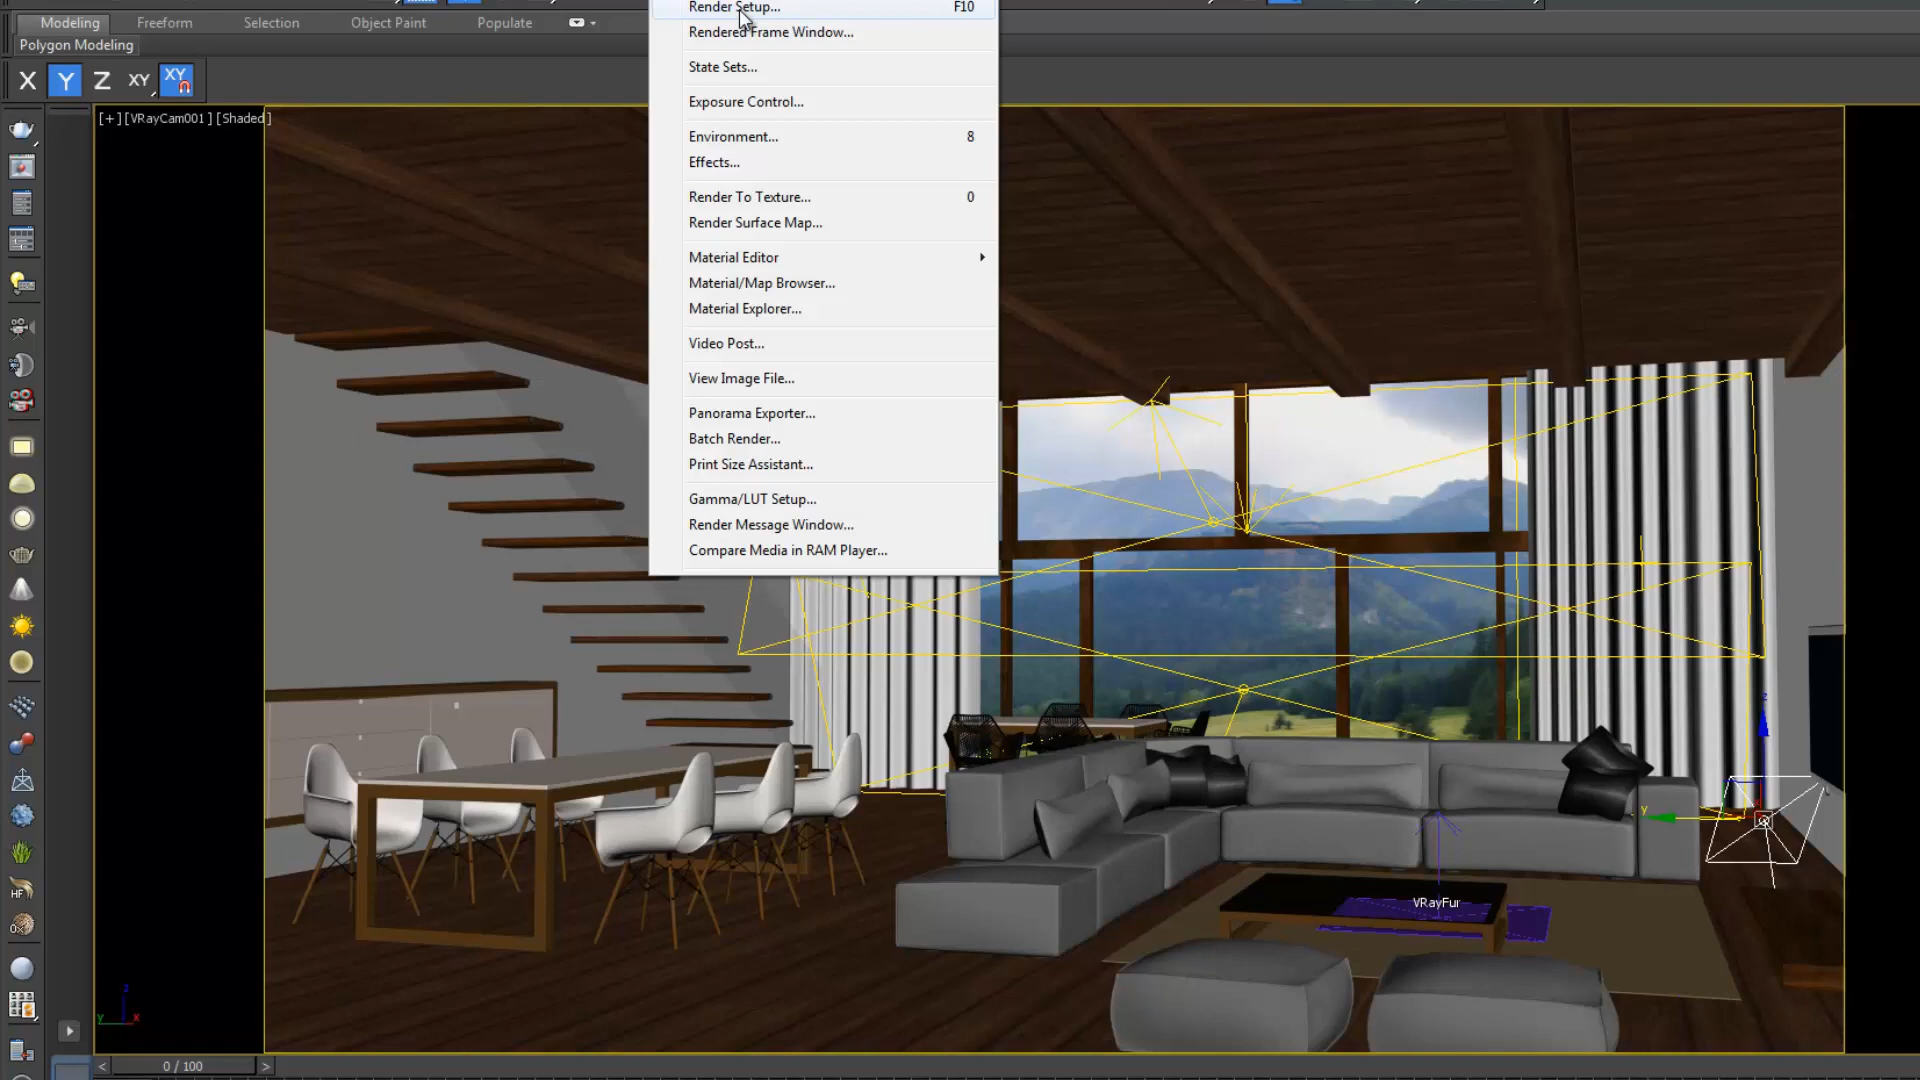 Modeling
Freeform
Selection
Object Paint
Populate
Polygon Modeling
X
Y
Z
XY
XY
[+] [VRayCam001] [Shaded]
Render Setup... F10
Rendered Frame Window...
State Sets...
Exposure Control...
Environment... 8
Effects...
Render To Texture... 0
Render Surface Map...
Material Editor
Material/Map Browser...
Material Explorer...
Video Post...
View Image File...
Panorama Exporter...
Batch Render...
Print Size Assistant...
Gamma/LUT Setup...
Render Message Window...
Compare Media in RAM Player...
HF
z
y
VRayFur
z
y
x
< 0 / 100 >